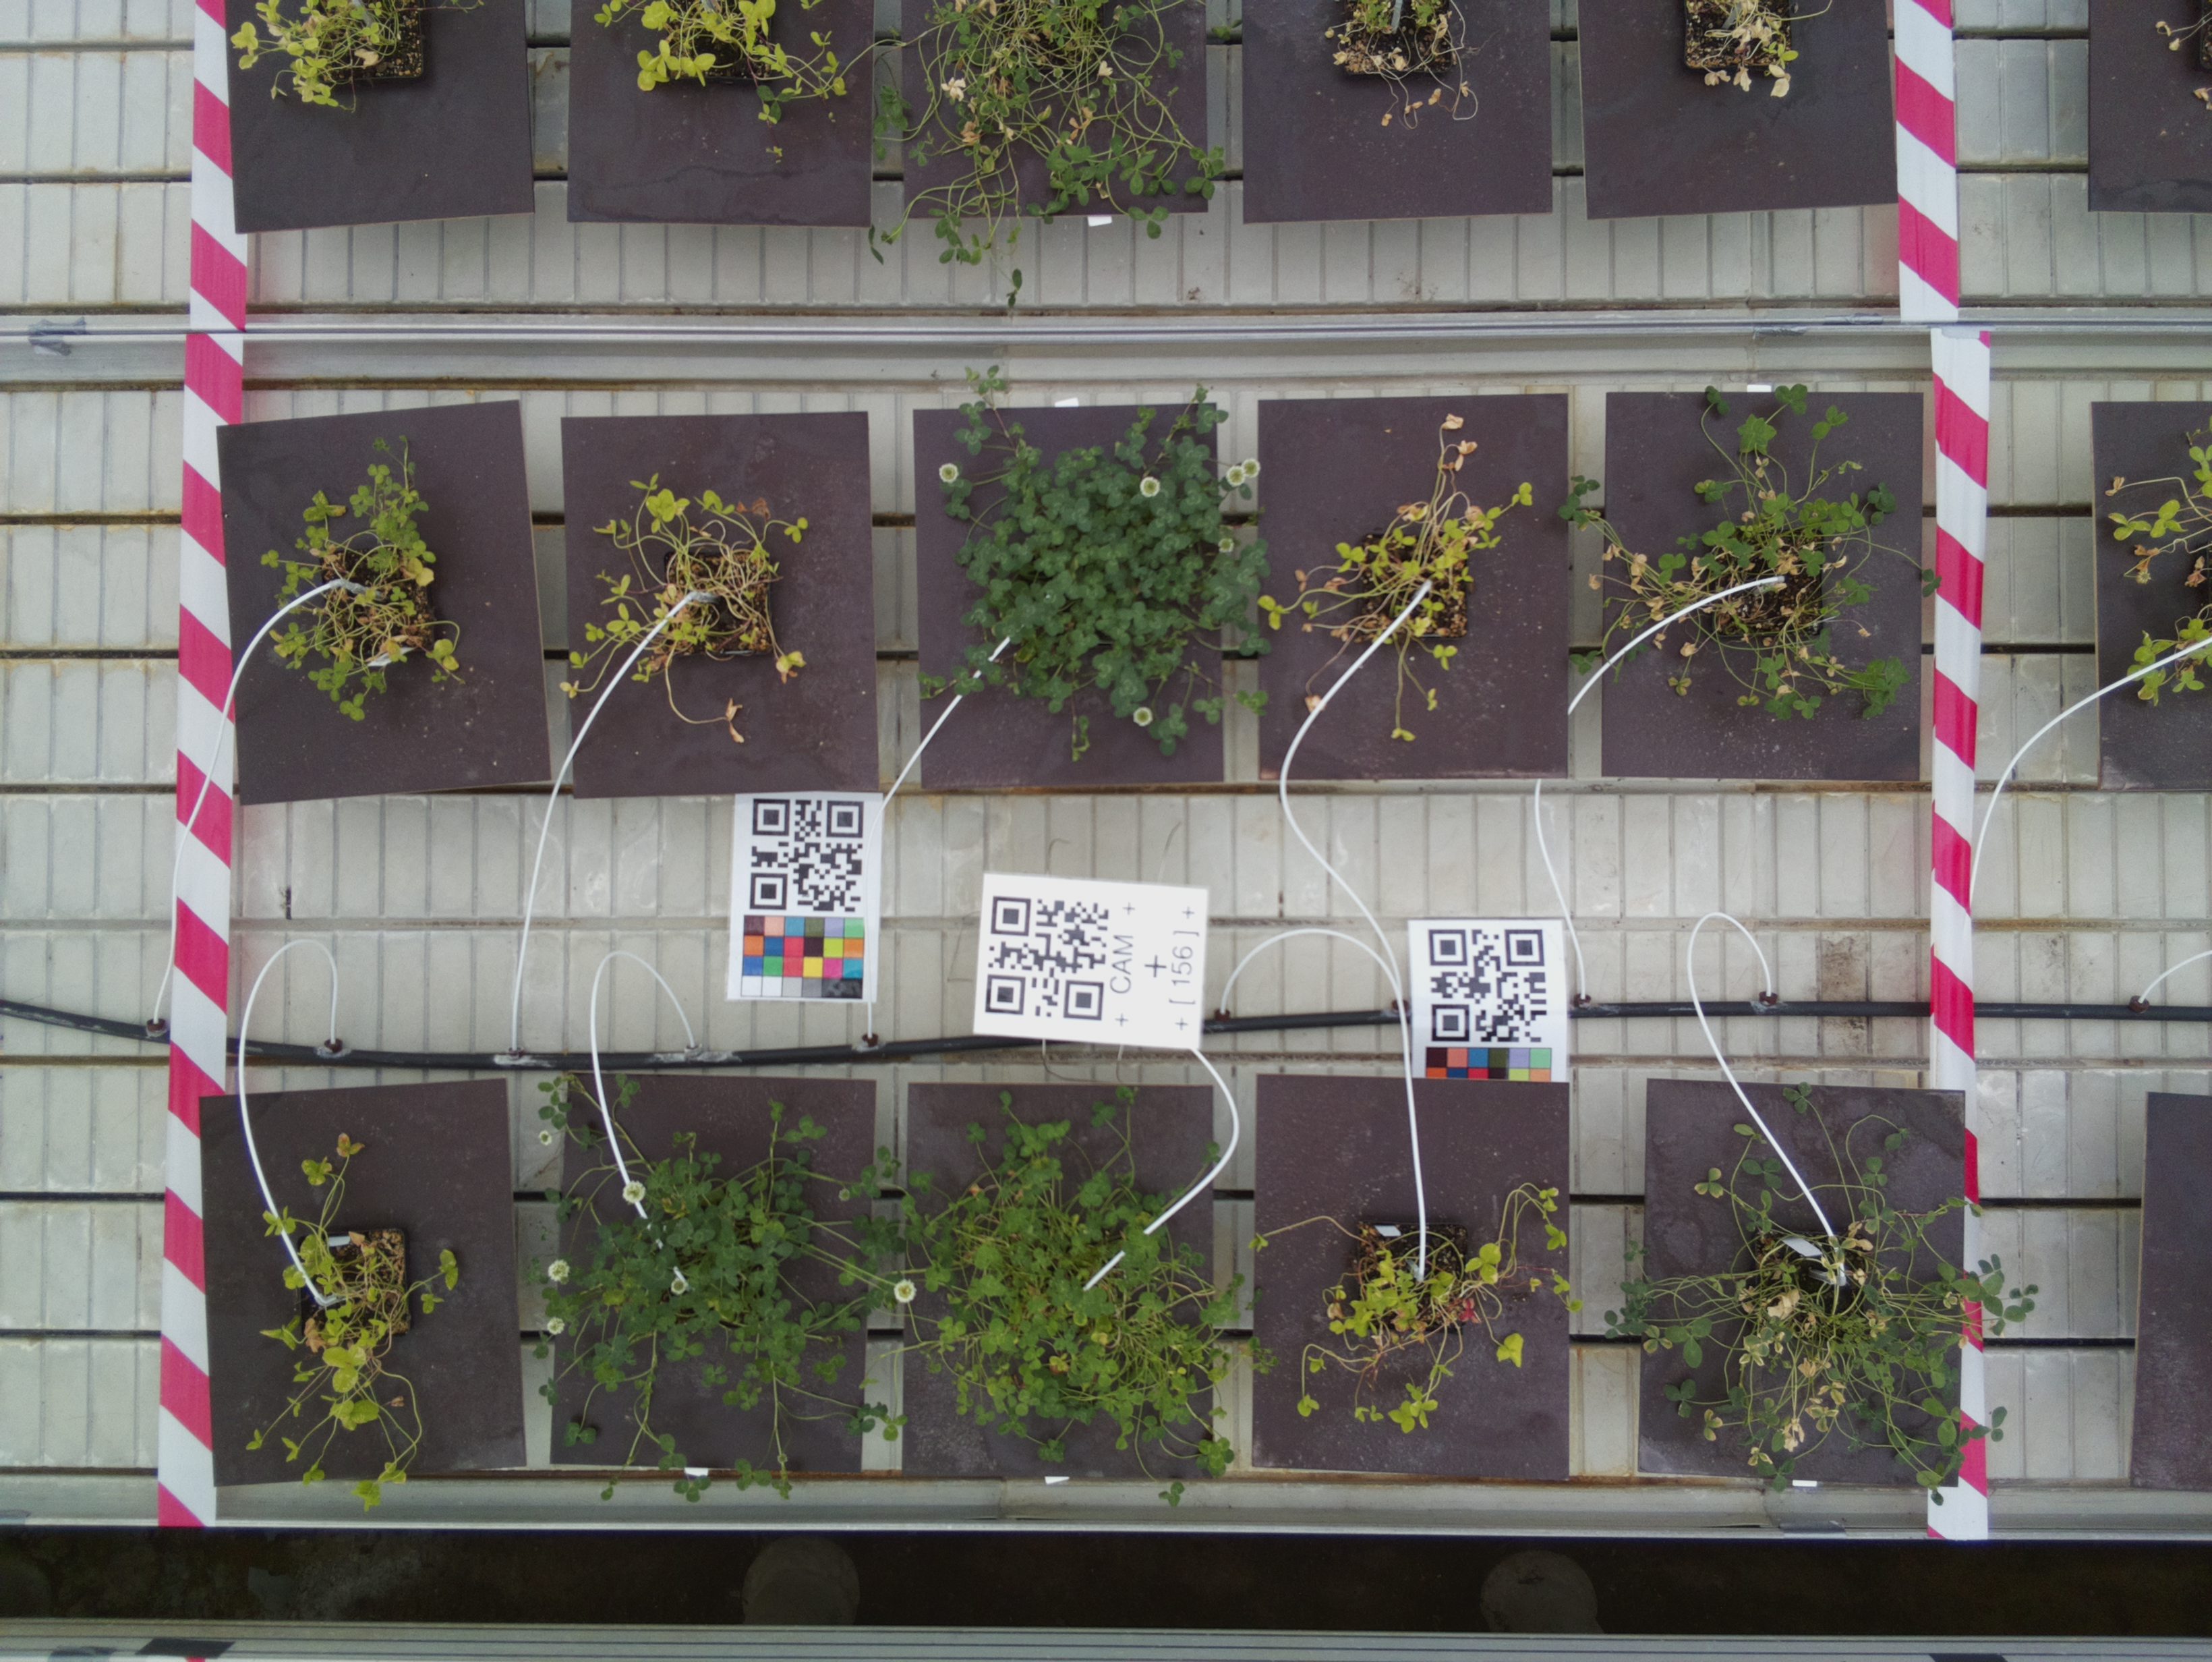 + CAM +
+
+ [ 156 ] +